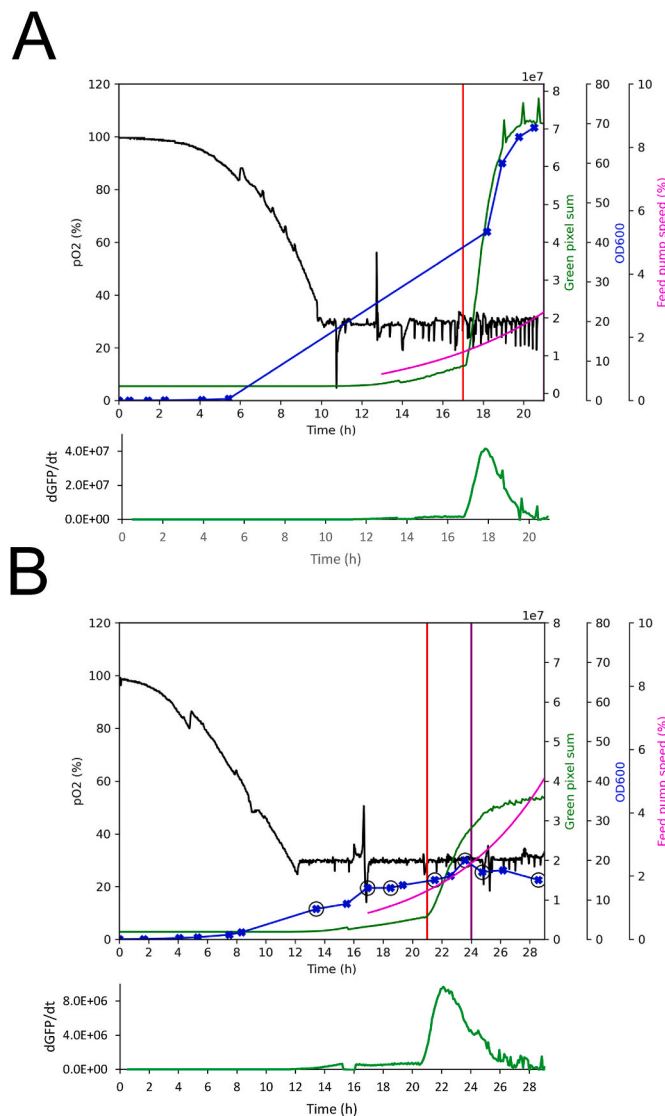 A
1e7
120
100
80
60
40
20
0
pO2 (%)
8
7
6
5
4
3
2
1
0
Green pixel sum
80
70
60
50
40
30
20
10
0
OD600
10
8
6
4
2
0
Feed pump speed (%)
0 2 4 6 8 10 12 14 16 18 20
Time (h)
4.0E+07
2.0E+07
0.0E+00
dGFP/dt
0 2 4 6 8 10 12 14 16 18 20
Time (h)
B
1e7
120
100
80
60
40
20
0
pO2 (%)
8
7
6
5
4
3
2
1
0
Green pixel sum
80
70
60
50
40
30
20
10
0
OD600
10
8
6
4
2
0
Feed pump speed (%)
0 2 4 6 8 10 12 14 16 18 20 22 24 26 28
Time (h)
8.0E+06
4.0E+06
0.0E+00
dGFP/dt
0 2 4 6 8 10 12 14 16 18 20 22 24 26 28
Time (h)